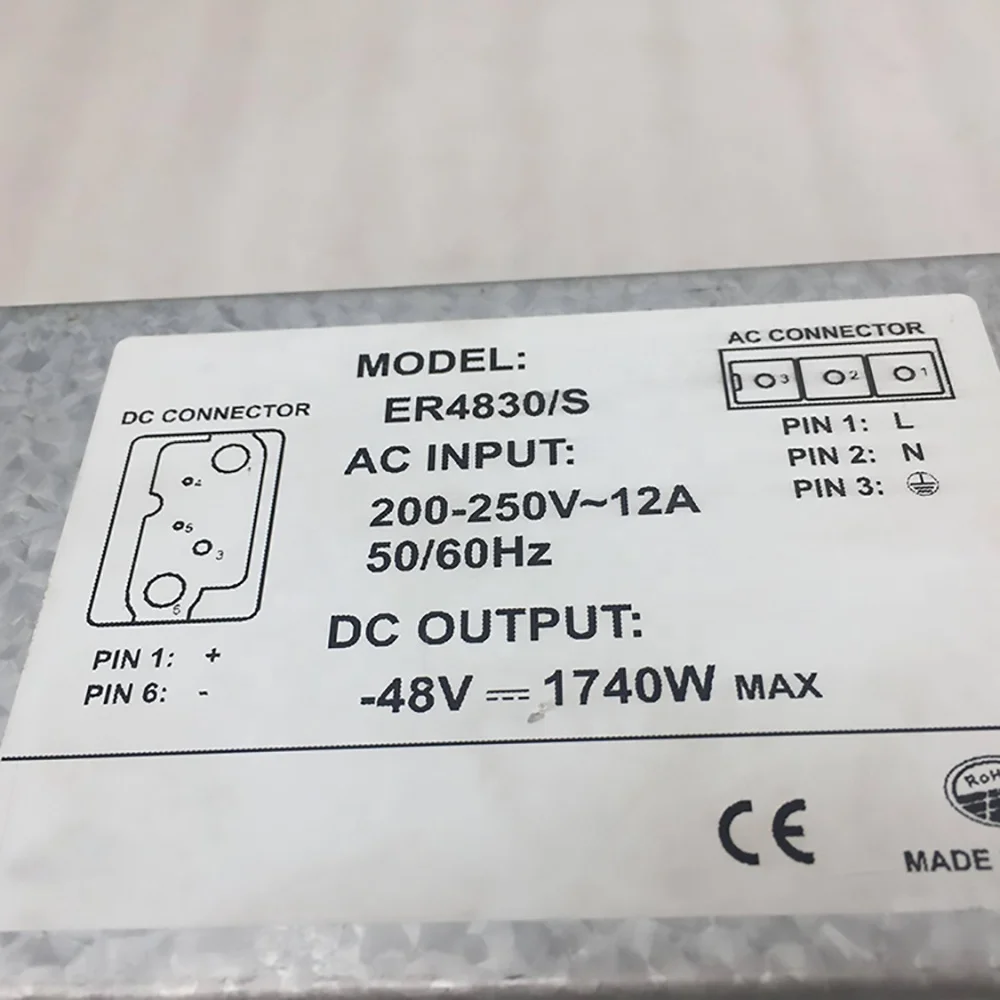 MODEL:
ER4830/S
AC INPUT:
200-250V~12A
50/60Hz
DC OUTPUT:
-48V ⎓ 1740W MAX
DC CONNECTOR
1
4
5
3
6
PIN 1: +
PIN 6: -
AC CONNECTOR
3 2 1
PIN 1: L
PIN 2: N
PIN 3: ⏚
CE
RoH
MADE